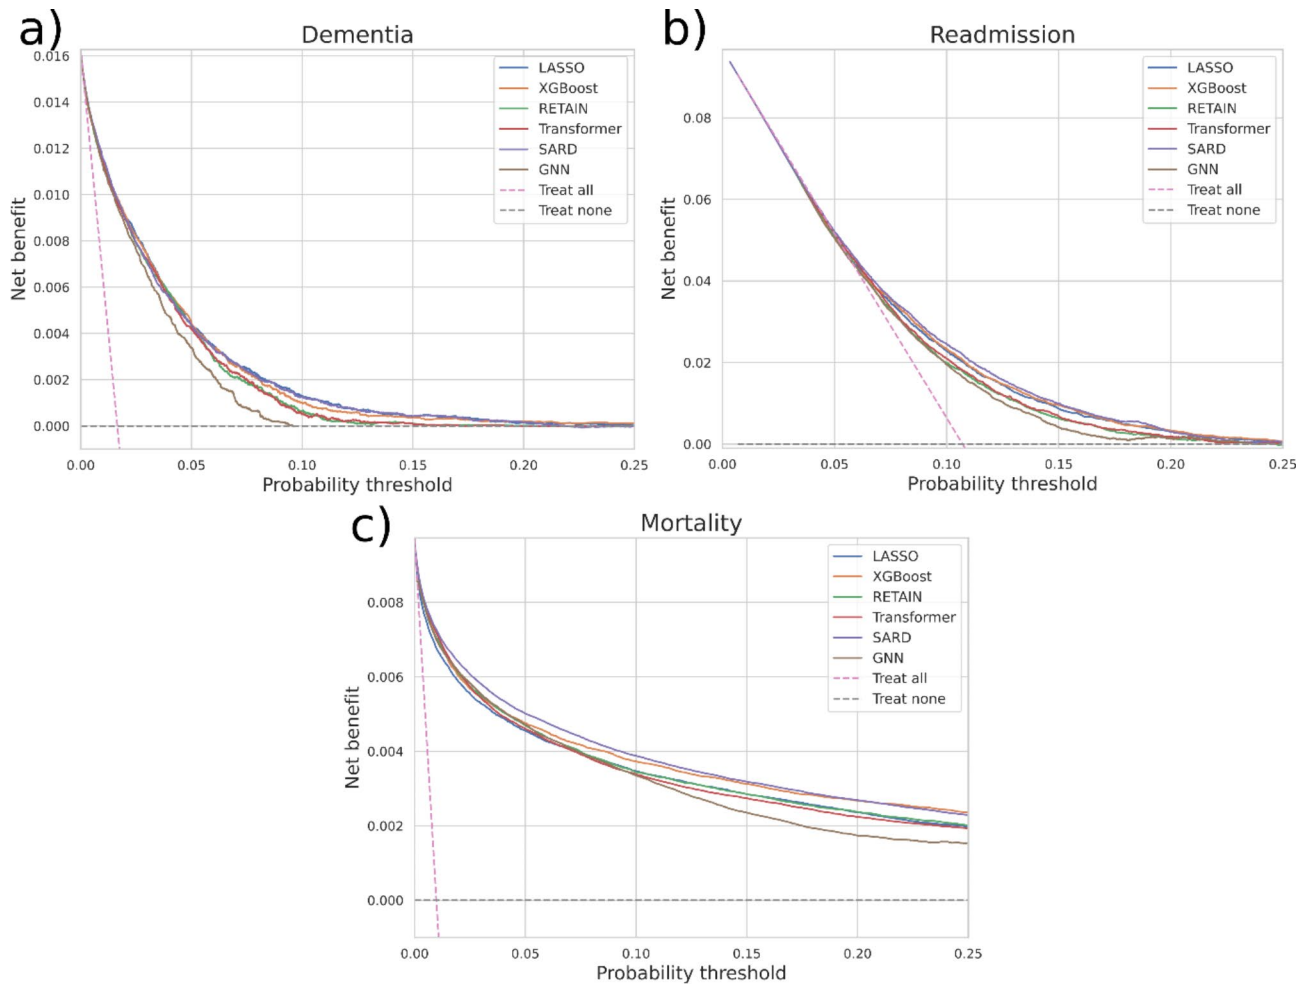 a)
Dementia
0.016
0.014
0.012
0.010
0.008
0.006
0.004
0.002
0.000
Net benefit
LASSO
XGBoost
RETAIN
Transformer
SARD
GNN
Treat all
Treat none
0.00 0.05 0.10 0.15 0.20 0.25
Probability threshold
b)
Readmission
0.08
0.06
0.04
0.02
0.00
Net benefit
LASSO
XGBoost
RETAIN
Transformer
SARD
GNN
Treat all
Treat none
0.00 0.05 0.10 0.15 0.20 0.25
Probability threshold
c)
Mortality
0.008
0.006
0.004
0.002
0.000
Net benefit
LASSO
XGBoost
RETAIN
Transformer
SARD
GNN
Treat all
Treat none
0.00 0.05 0.10 0.15 0.20 0.25
Probability threshold